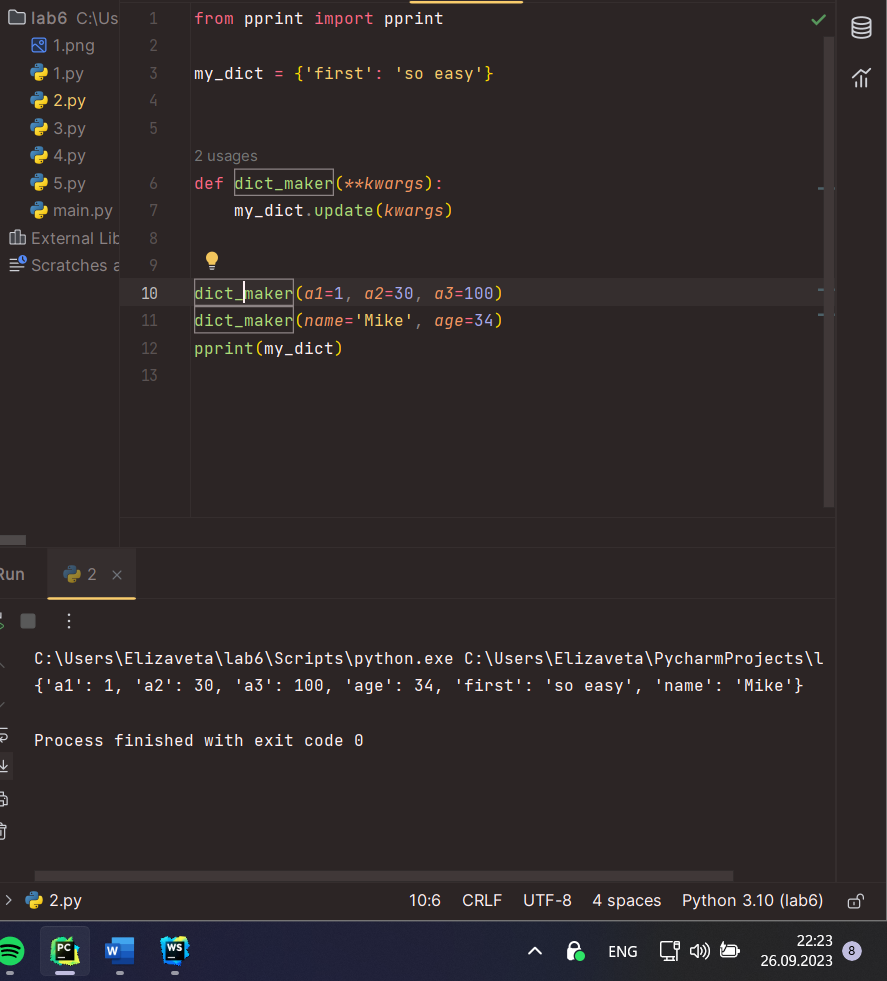 lab6 C:\Us
1.png
1.py
2.py
3.py
4.py
5.py
main.py
External Lib
Scratches a
1 from pprint import pprint
2
3 my_dict = {'first': 'so easy'}
4
5
2 usages
6 def dict_maker(**kwargs):
7     my_dict.update(kwargs)
8
9
10 dict_maker(a1=1, a2=30, a3=100)
11 dict_maker(name='Mike', age=34)
12 pprint(my_dict)
13
Run 2
C:\Users\Elizaveta\lab6\Scripts\python.exe C:\Users\Elizaveta\PycharmProjects\l
{'a1': 1, 'a2': 30, 'a3': 100, 'age': 34, 'first': 'so easy', 'name': 'Mike'}
Process finished with exit code 0
2.py 10:6 CRLF UTF-8 4 spaces Python 3.10 (lab6)
PC W WS ENG 22:23 8
26.09.2023